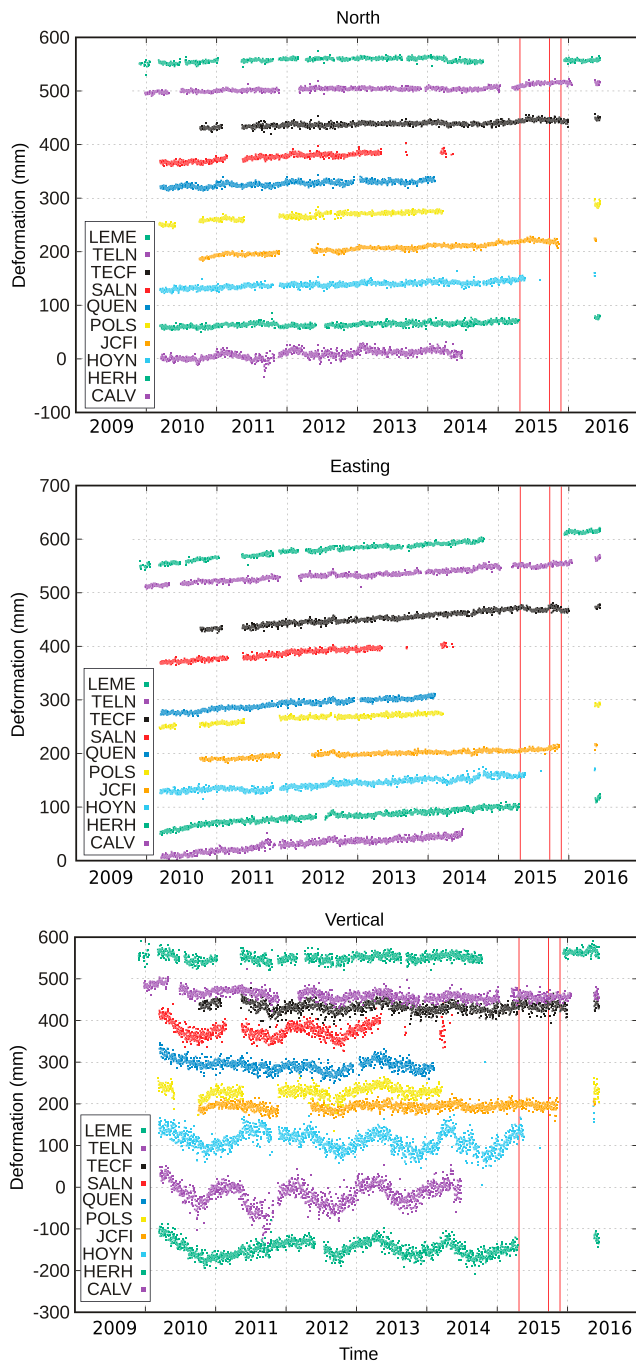 North
Deformation (mm)
600
500
400
300
200
100
0
-100
LEME
TELN
TECF
SALN
QUEN
POLS
JCFI
HOYN
HERH
CALV
2009 2010 2011 2012 2013 2014 2015 2016
Easting
Deformation (mm)
700
600
500
400
300
200
100
0
LEME
TELN
TECF
SALN
QUEN
POLS
JCFI
HOYN
HERH
CALV
2009 2010 2011 2012 2013 2014 2015 2016
Vertical
Deformation (mm)
600
500
400
300
200
100
0
-100
-200
-300
LEME
TELN
TECF
SALN
QUEN
POLS
JCFI
HOYN
HERH
CALV
2009 2010 2011 2012 2013 2014 2015 2016
Time